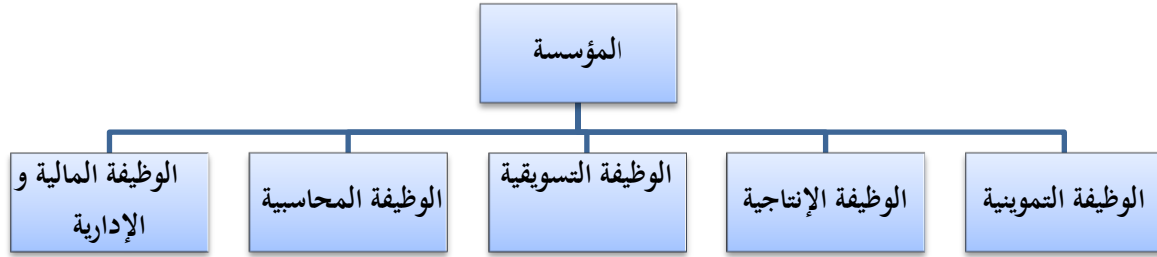 المؤسسة
الوظيفة التموينية
الوظيفة الإنتاجية
الوظيفة التسويقية
الوظيفة المحاسبية
الوظيفة المالية و
الإدارية